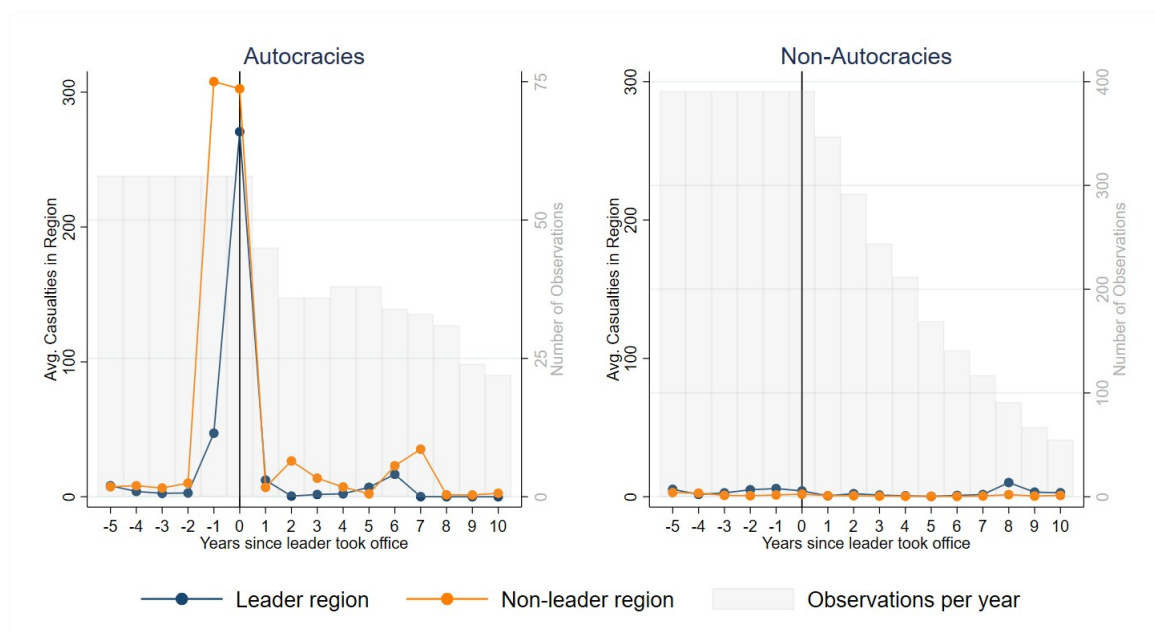 Autocracies
Avg. Casualties in Region
300
200
100
0
75
50
25
0
Number of Observations
-5 -4 -3 -2 -1 0 1 2 3 4 5 6 7 8 9 10
Years since leader took office
Non-Autocracies
Avg. Casualties in Region
300
200
100
0
400
300
200
100
0
Number of Observations
-5 -4 -3 -2 -1 0 1 2 3 4 5 6 7 8 9 10
Years since leader took office
Leader region Non-leader region Observations per year